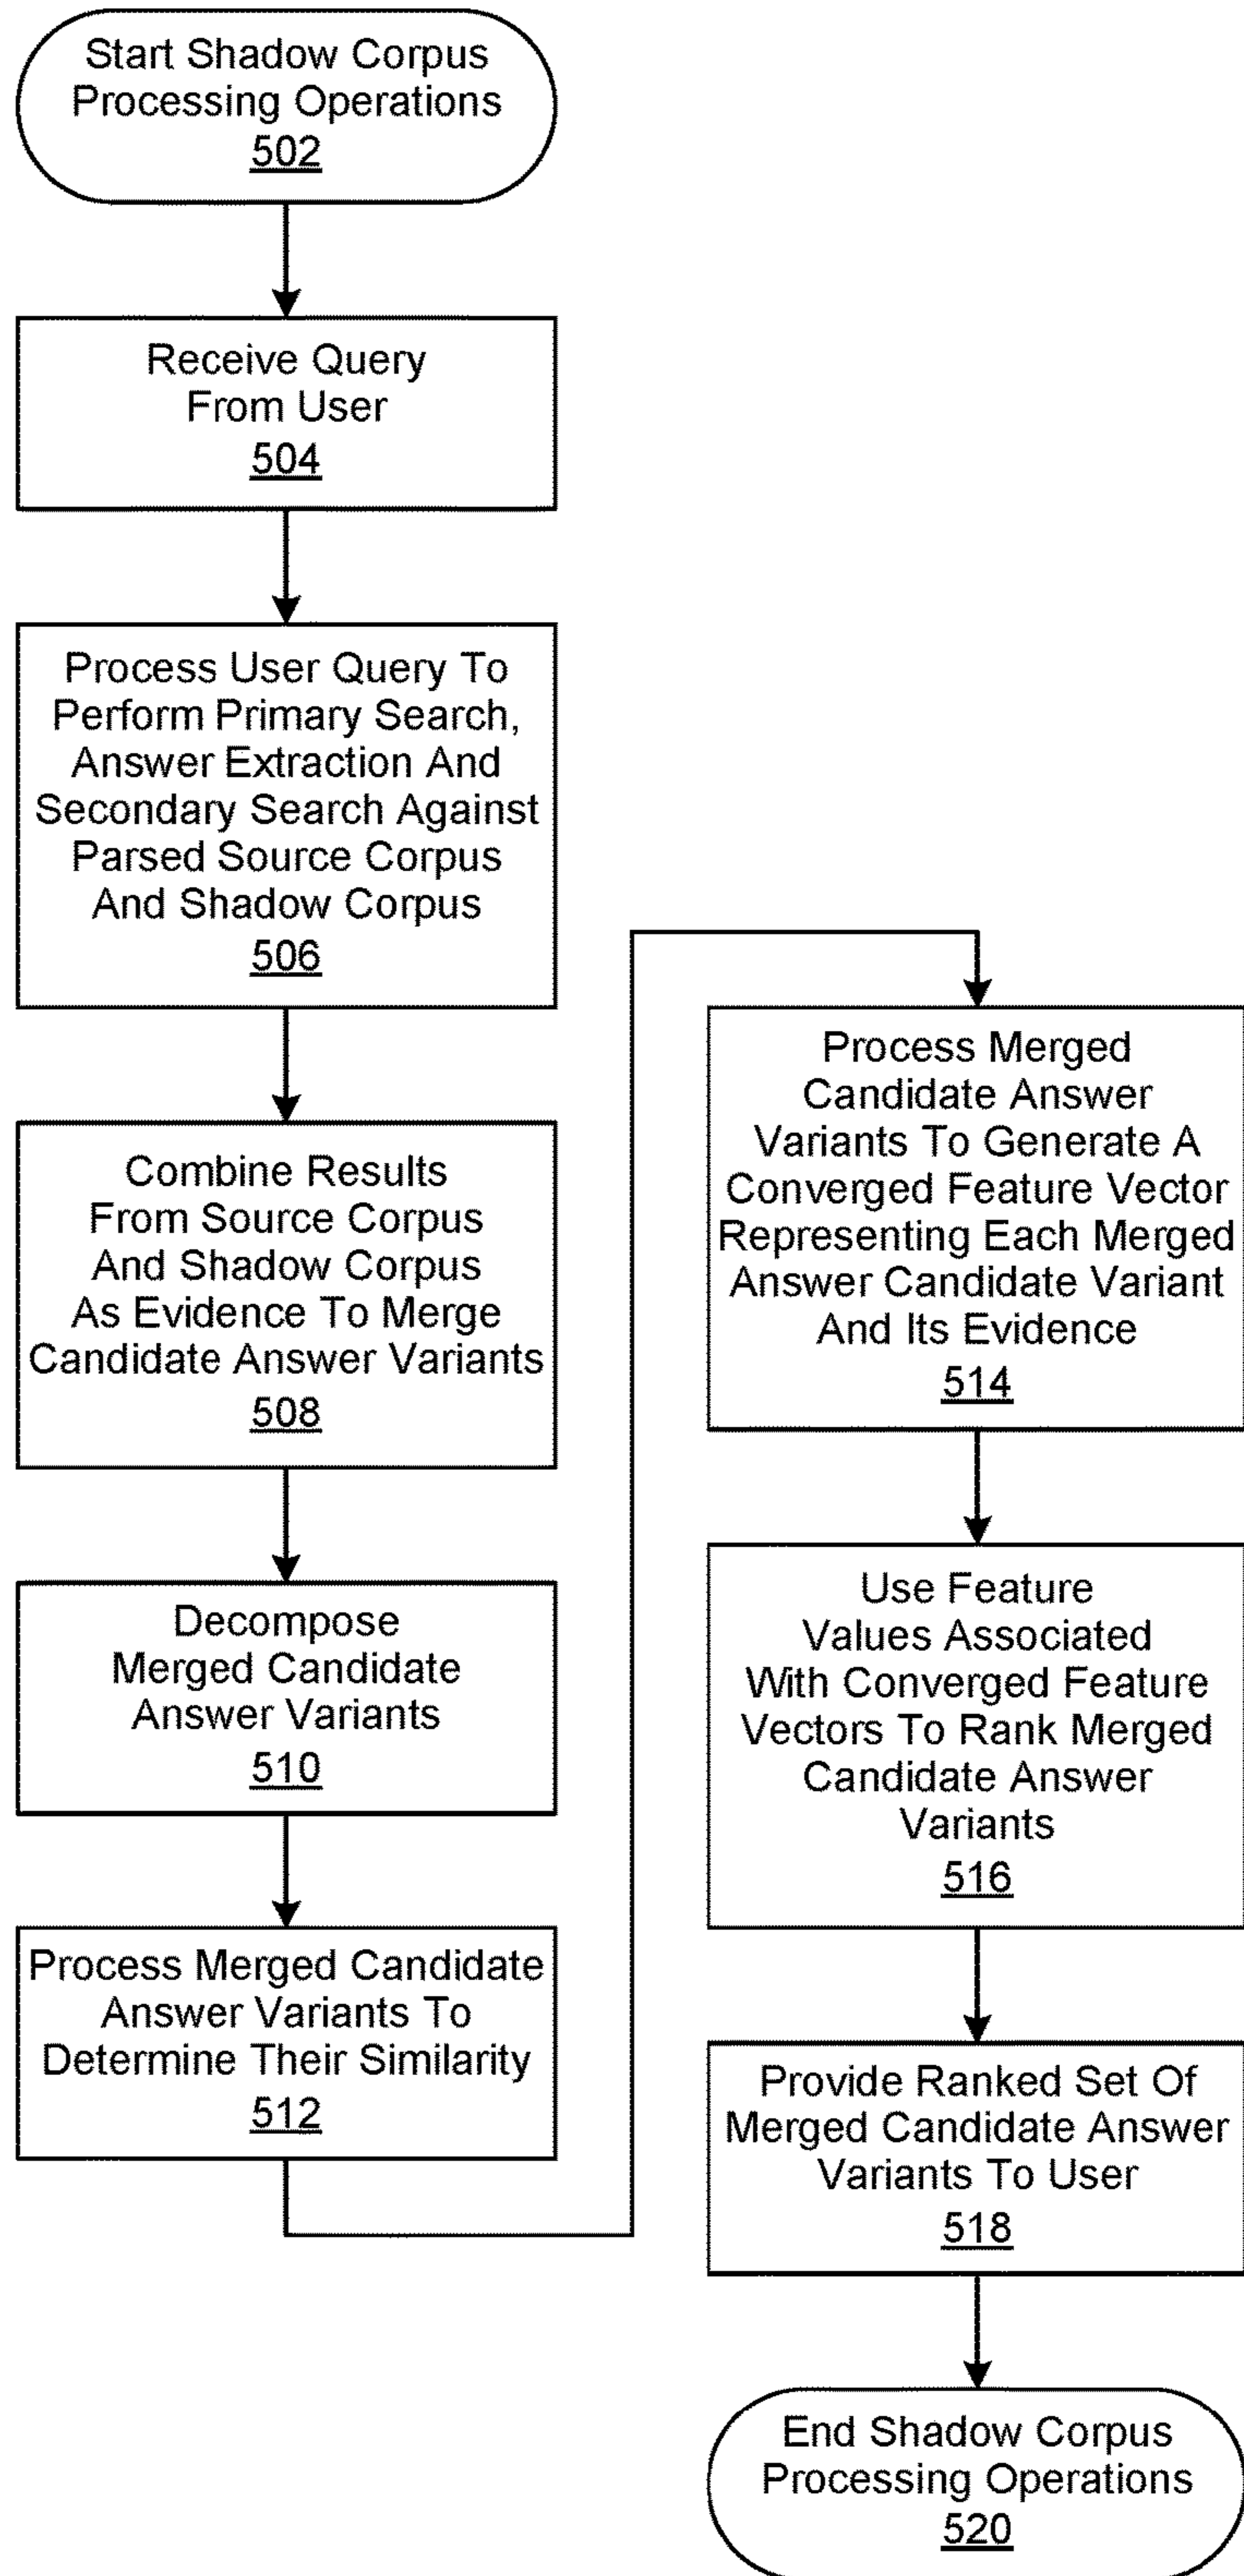 Start Shadow Corpus
Processing Operations
502
Receive Query
From User
504
Process User Query To
Perform Primary Search,
Answer Extraction And
Secondary Search Against
Parsed Source Corpus
And Shadow Corpus
506
Combine Results
From Source Corpus
And Shadow Corpus
As Evidence To Merge
Candidate Answer Variants
508
Decompose
Merged Candidate
Answer Variants
510
Process Merged Candidate
Answer Variants To
Determine Their Similarity
512
Process Merged
Candidate Answer
Variants To Generate A
Converged Feature Vector
Representing Each Merged
Answer Candidate Variant
And Its Evidence
514
Use Feature
Values Associated
With Converged Feature
Vectors To Rank Merged
Candidate Answer
Variants
516
Provide Ranked Set Of
Merged Candidate Answer
Variants To User
518
End Shadow Corpus
Processing Operations
520